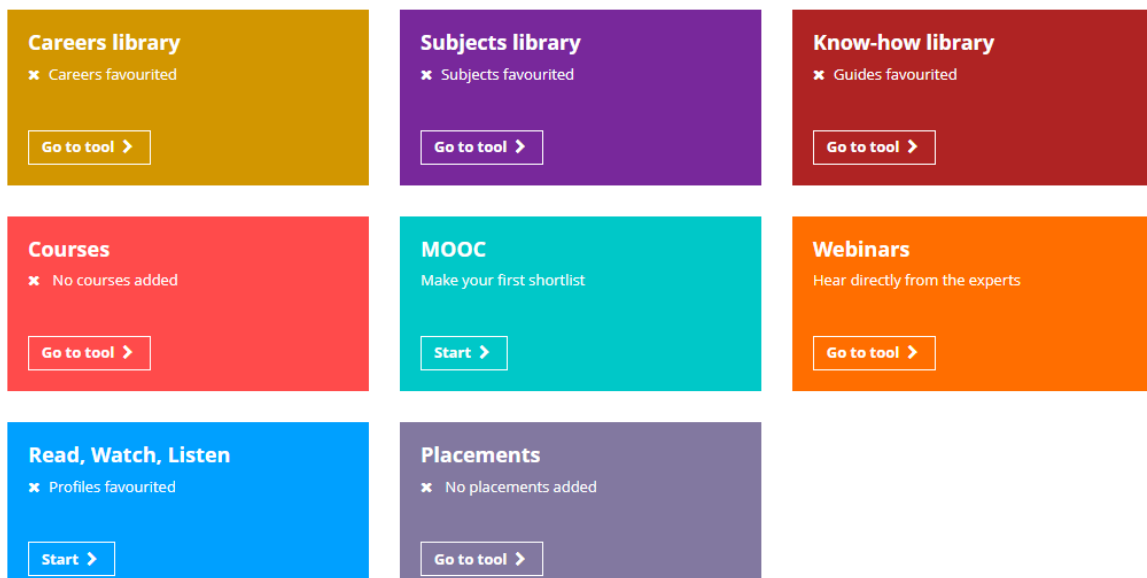 Careers library
✖ Careers favourited
Go to tool ❯
Subjects library
✖ Subjects favourited
Go to tool ❯
Know-how library
✖ Guides favourited
Go to tool ❯
Courses
✖ No courses added
Go to tool ❯
MOOC
Make your first shortlist
Start ❯
Webinars
Hear directly from the experts
Go to tool ❯
Read, Watch, Listen
✖ Profiles favourited
Start ❯
Placements
✖ No placements added
Go to tool ❯